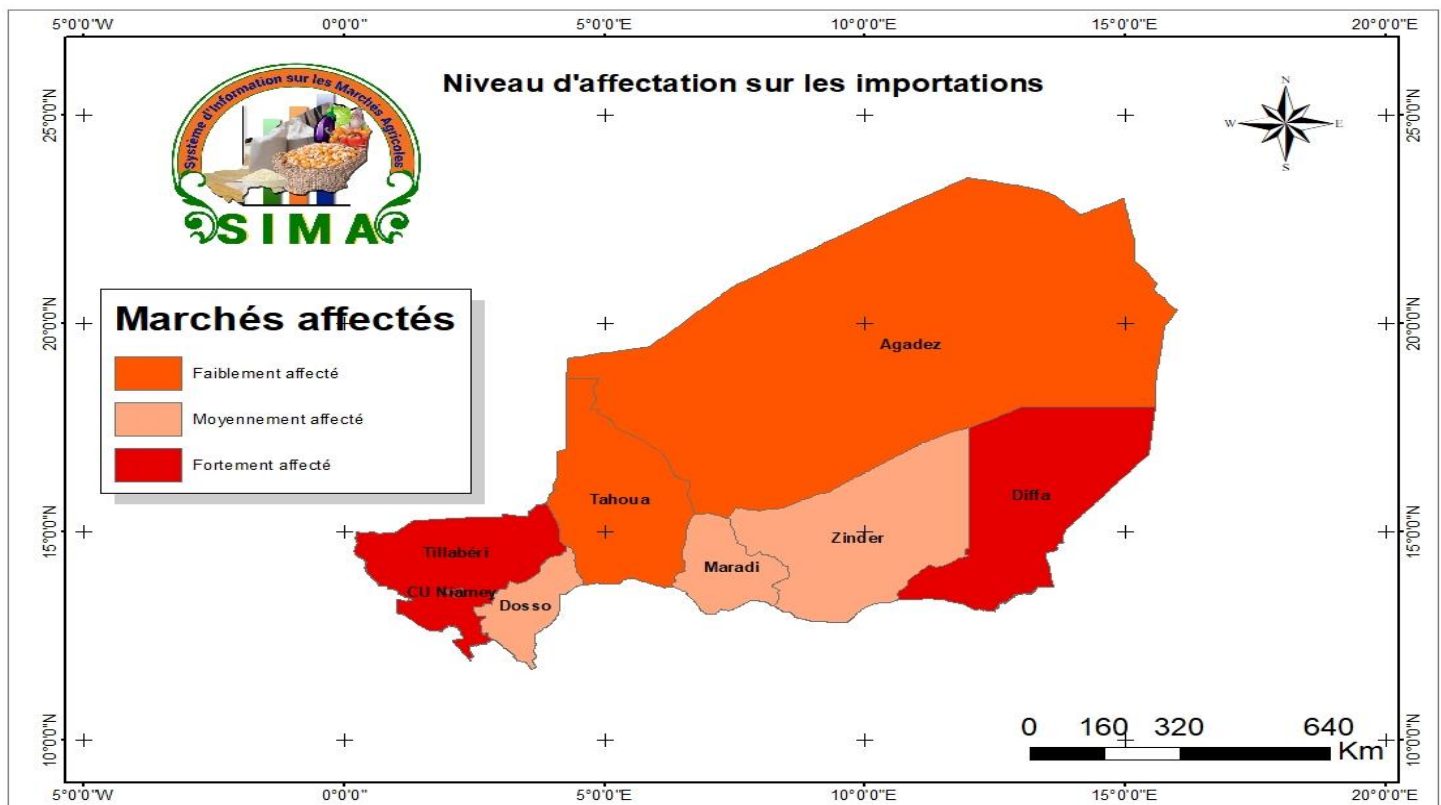 5°0'0"W 0°0'0" 5°0'0"E 10°0'0"E 15°0'0"E 20°0'0"E
Niveau d'affectation sur les importations
Système d'Information sur les Marchés Agricoles
SIMA
N
W E
S
25°0'0"N 25°0'0"N
Marchés affectés
Faiblement affecté
Moyennement affecté
Fortement affecté
20°0'0"N 20°0'0"N
Agadez
Tahoua
Diffa
Zinder
Maradi
Tillabéri
CU Niamey
Dosso
15°0'0"N 15°0'0"N
0 160 320 640
Km
10°0'0"N 10°0'0"N
5°0'0"W 0°0'0" 5°0'0"E 10°0'0"E 15°0'0"E 20°0'0"E